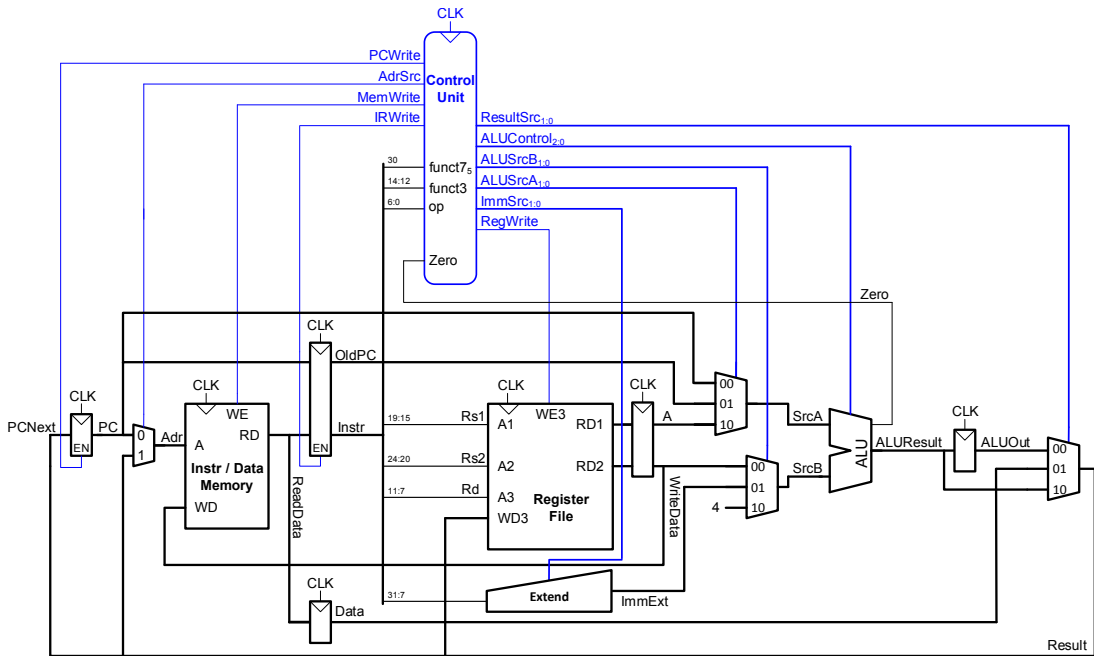 CLK
PCWrite
AdrSrc
MemWrite
IRWrite
Control
Unit
ResultSrc1:0
ALUControl2:0
ALUSrcB1:0
ALUSrcA1:0
ImmSrc1:0
RegWrite
30
14:12
6:0
funct75
funct3
op
Zero
Zero
CLK
OldPC
CLK
PCNext
EN
PC
0
1
Adr
CLK
WE
A
RD
Instr / Data
Memory
WD
ReadData
EN
Instr
19:15
Rs1
24:20
Rs2
11:7
Rd
CLK
WE3
A1
RD1
A2
RD2
A3
Register
File
WD3
CLK
A
WriteData
00
01
10
SrcA
00
01
4
10
SrcB
ALU
ALUResult
CLK
ALUOut
00
01
10
31:7
Extend
ImmExt
CLK
Data
Result